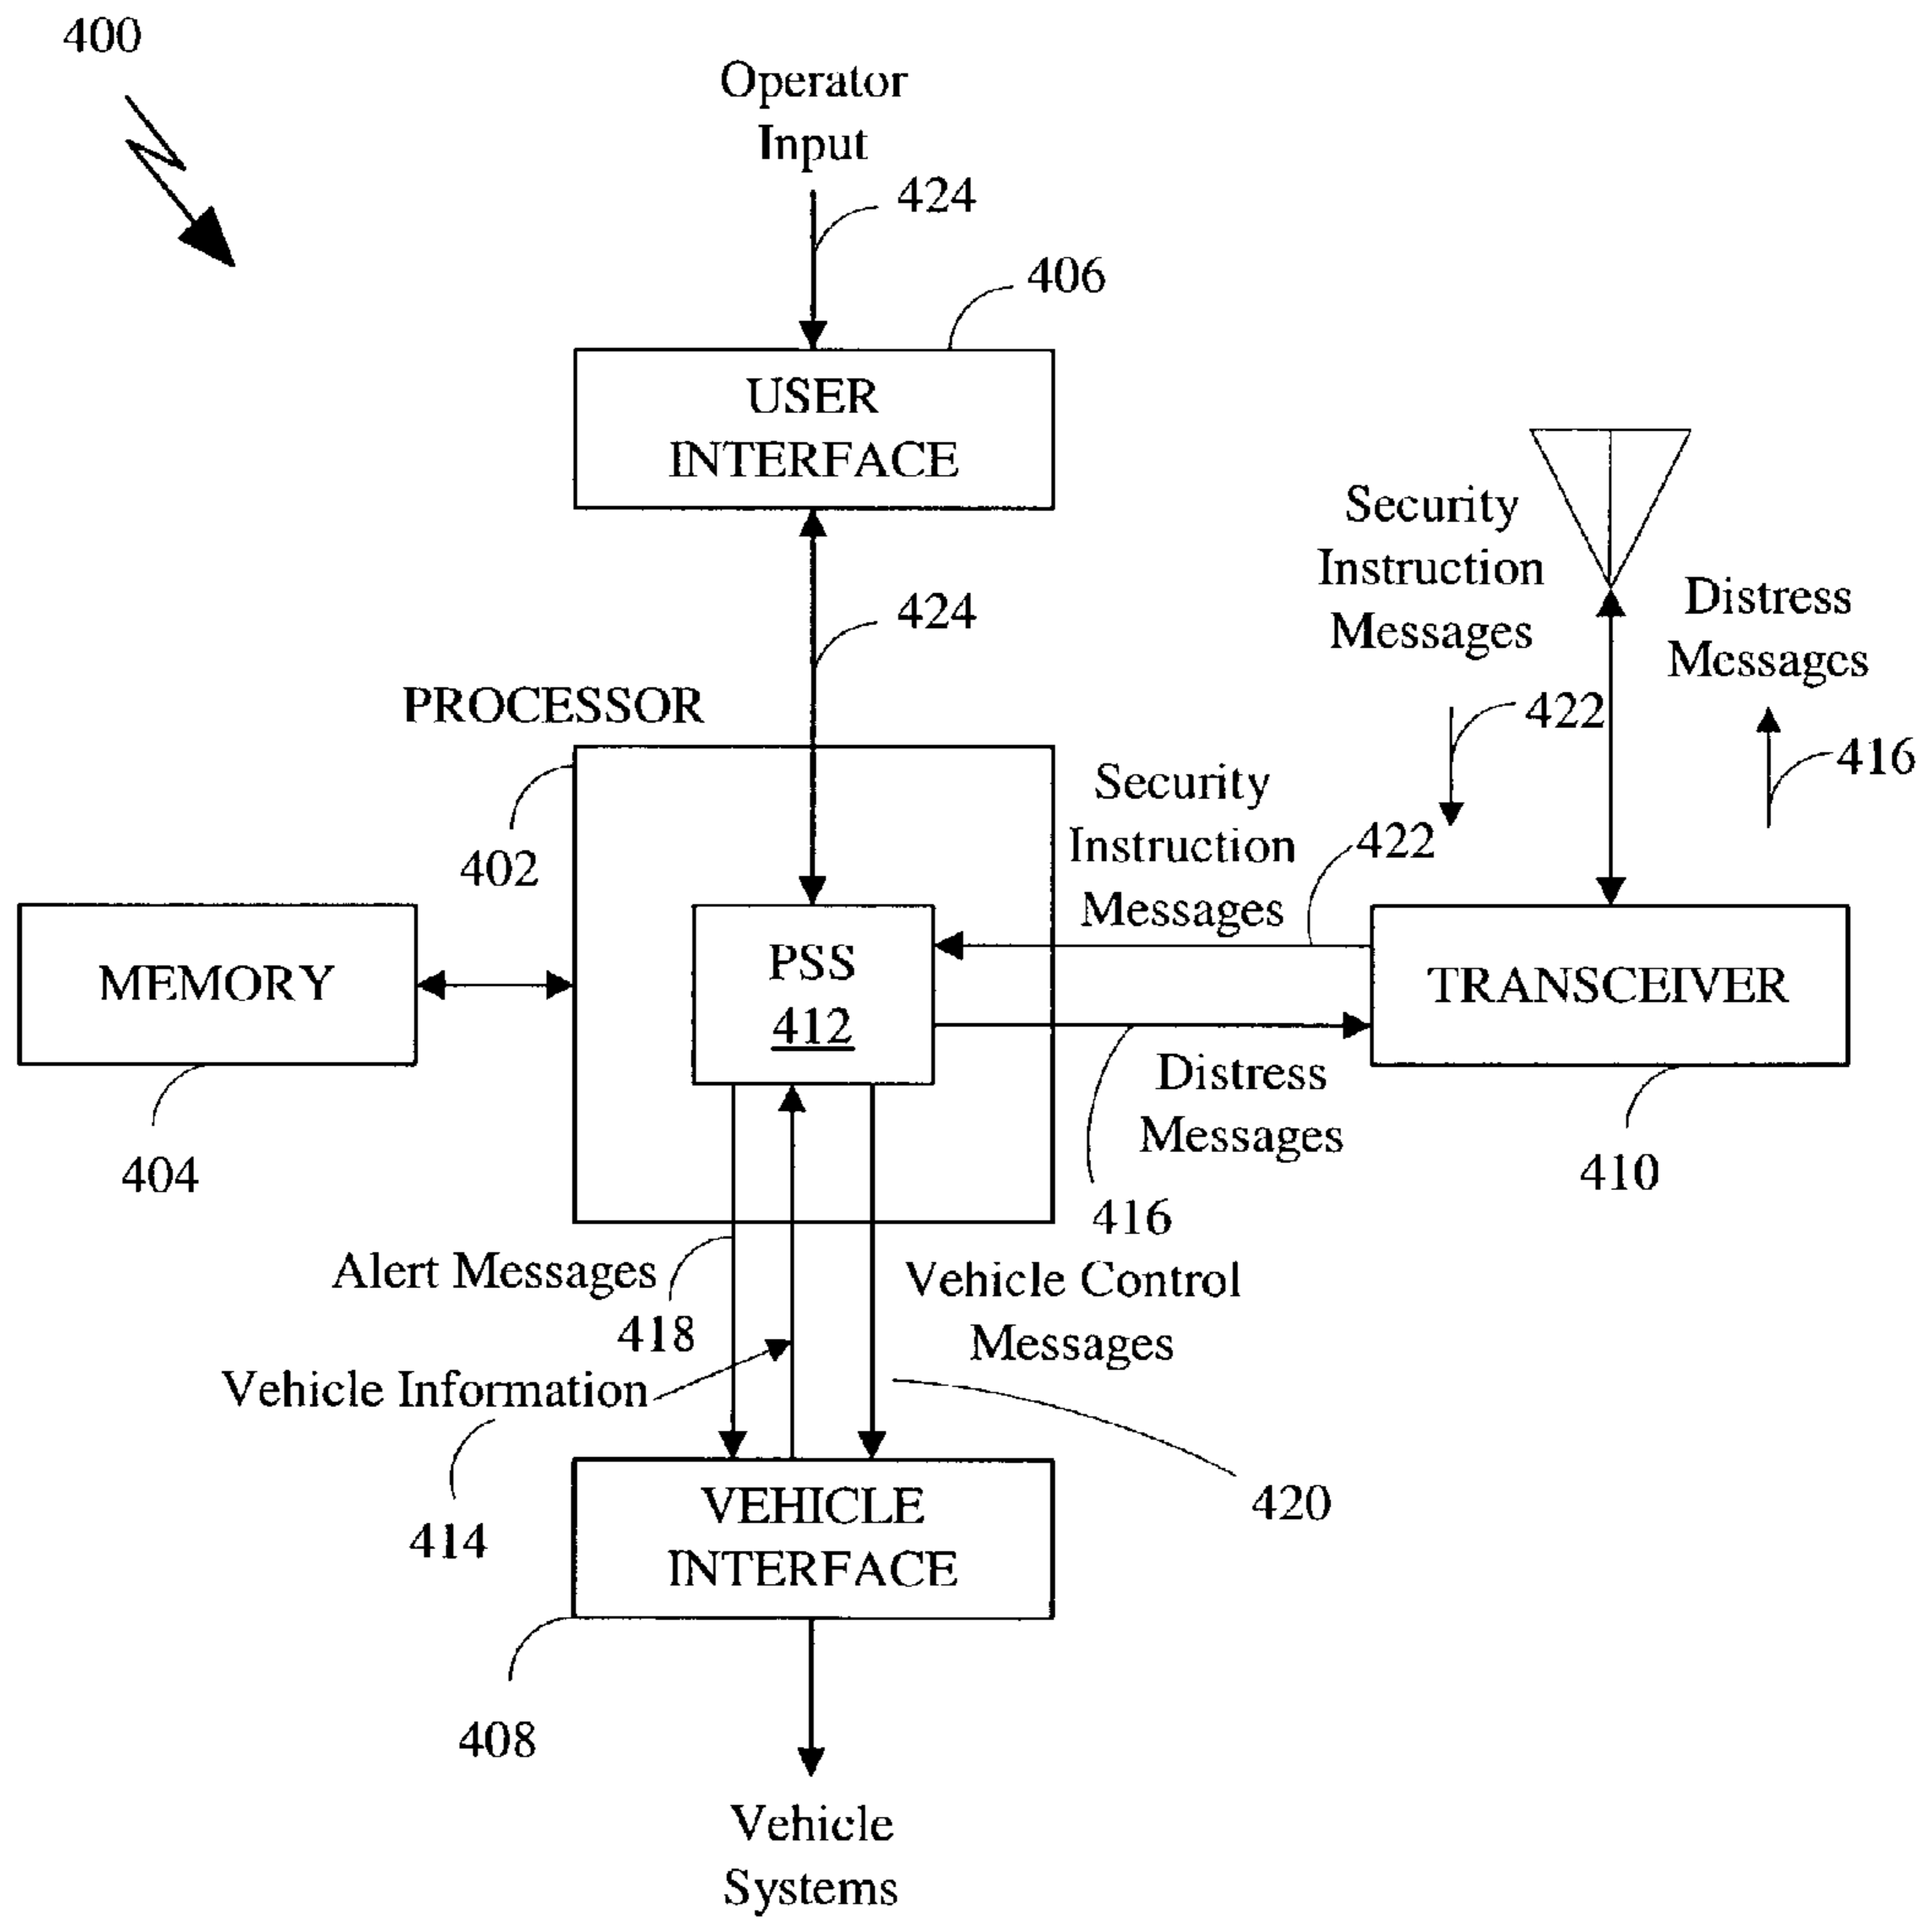 400
Operator
Input
424
406
USER
INTERFACE
Security
Instruction
Messages
Distress
Messages
424
422
416
PROCESSOR
402
Security
Instruction
Messages
422
MEMORY
404
PSS
412
TRANSCEIVER
410
Distress
Messages
416
Alert Messages
418
Vehicle Control
Messages
Vehicle Information
414
420
VEHICLE
INTERFACE
408
Vehicle
Systems